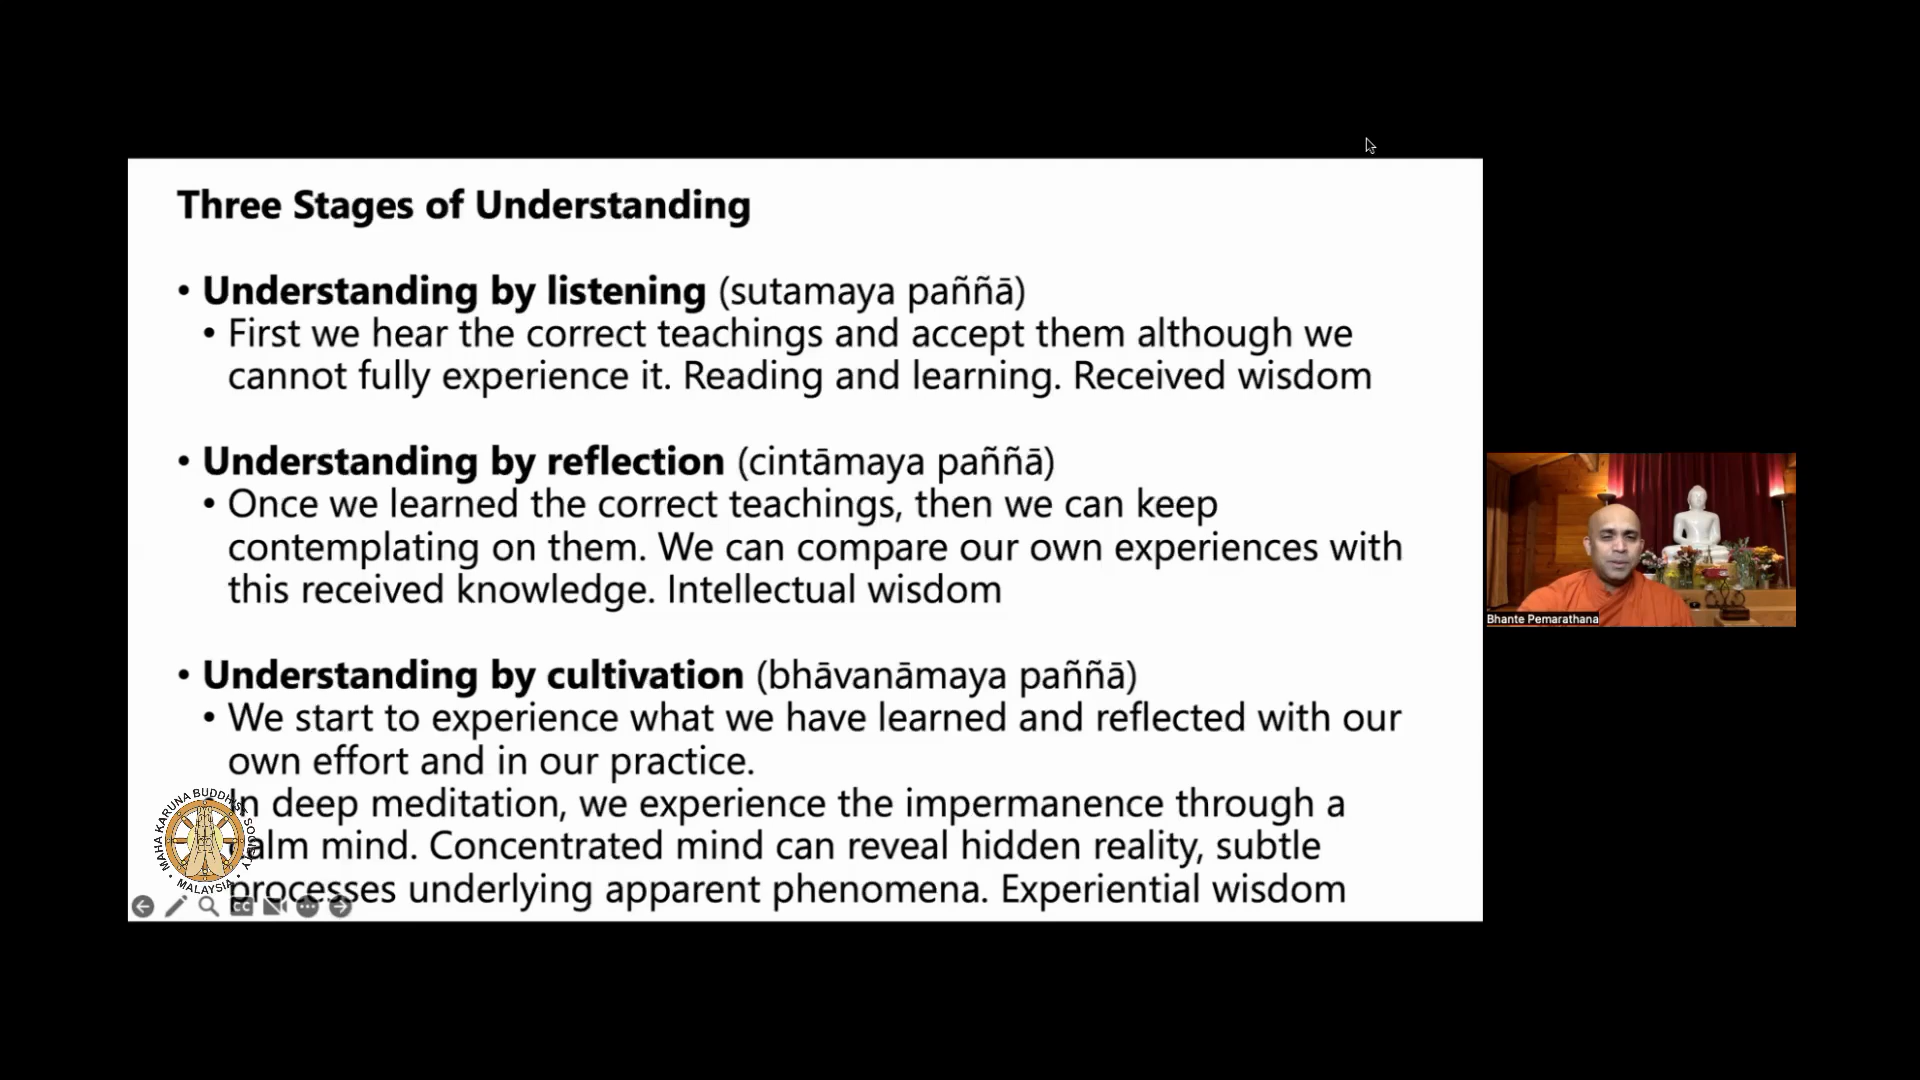 Three Stages of Understanding
• Understanding by listening (sutamaya paññā)
• First we hear the correct teachings and accept them although we
cannot fully experience it. Reading and learning. Received wisdom
• Understanding by reflection (cintāmaya paññā)
• Once we learned the correct teachings, then we can keep
contemplating on them. We can compare our own experiences with
this received knowledge. Intellectual wisdom
• Understanding by cultivation (bhāvanāmaya paññā)
• We start to experience what we have learned and reflected with our
own effort and in our practice.
In deep meditation, we experience the impermanence through a
calm mind. Concentrated mind can reveal hidden reality, subtle
processes underlying apparent phenomena. Experiential wisdom
MAHA KARUNA BUDDHIST SOCIETY
• MALAYSIA •
CC
Bhante Pemarathana